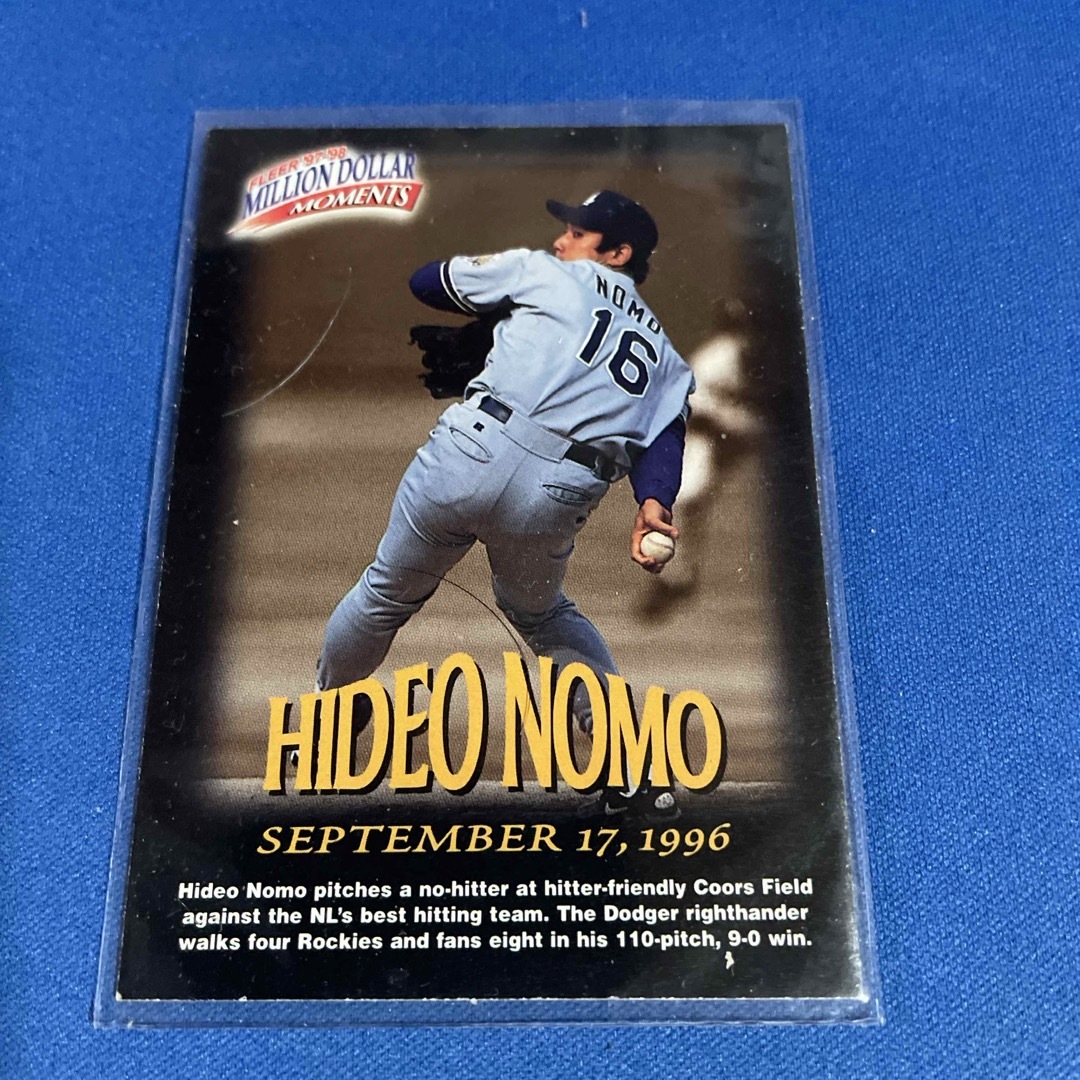 FLEER '97-'98
MILLION DOLLAR
MOMENTS
NOMO
16
HIDEO NOMO
SEPTEMBER 17, 1996
Hideo Nomo pitches a no-hitter at hitter-friendly Coors Field
against the NL's best hitting team. The Dodger righthander
walks four Rockies and fans eight in his 110-pitch, 9-0 win.